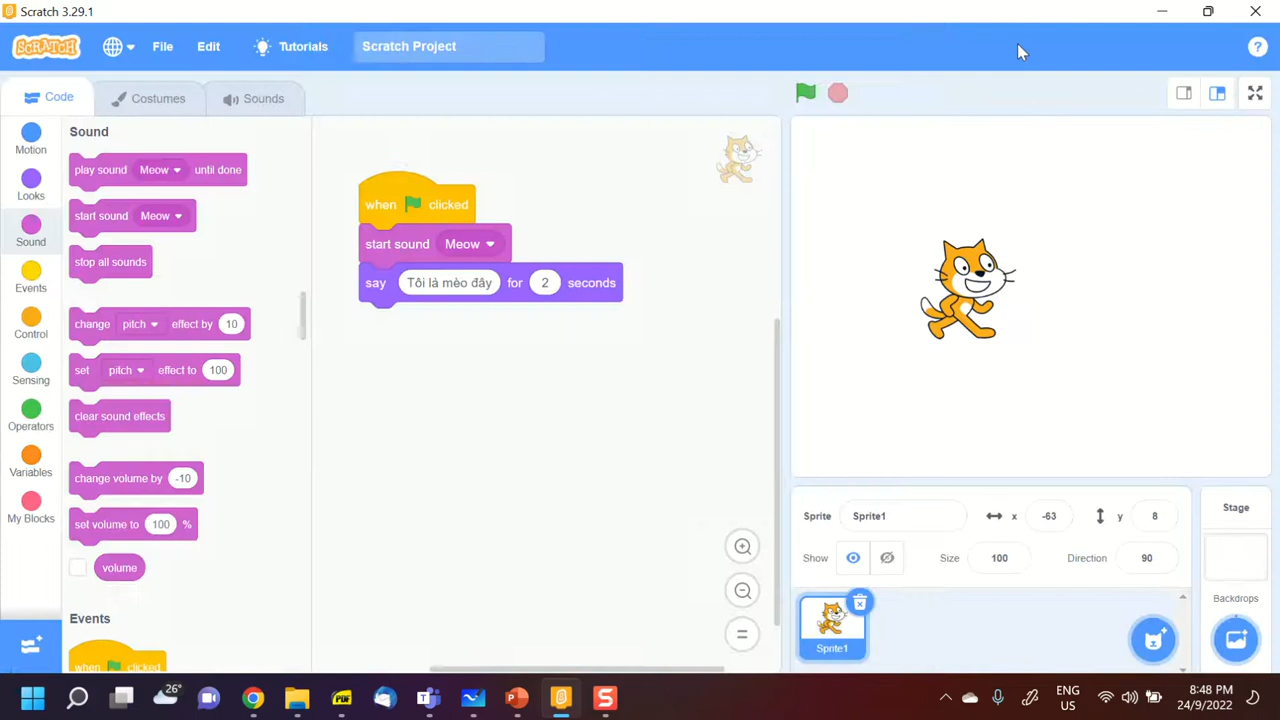 Scratch 3.29.1
SCRATCH File Edit Tutorials Scratch Project ?
Code Costumes Sounds
Motion
Looks
Sound
Events
Control
Sensing
Operators
Variables
My Blocks
Sound
play sound Meow until done
start sound Meow
stop all sounds
change pitch effect by 10
set pitch effect to 100
clear sound effects
change volume by -10
set volume to 100 %
volume
Events
when clicked
when clicked
start sound Meow
say Tôi là mèo đây for 2 seconds
Sprite Sprite1 x -63 y 8
Show Size 100 Direction 90
Sprite1
Stage
Backdrops
26°
PDF
S
ENG
US
8:48 PM
24/9/2022